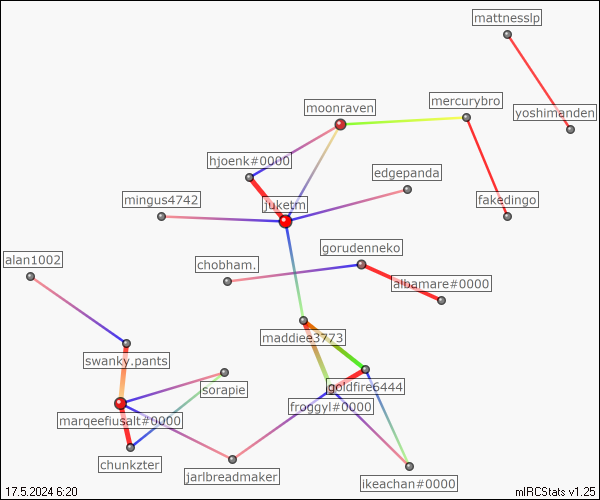 mattnesslp
mercurybro
moonraven
yoshimanden
hjoenk#0000
edgepanda
mingus4742
fakedingo
juketm
gorudenneko
alan1002
chobham.
albamare#0000
maddiee3773
swanky.pants
goldfire6444
sorapie
froggyl#0000
marqeefiusalt#0000
chunkzter
jarlbreadmaker
ikeachan#0000
17.5.2024 6:20
mIRCStats v1.25